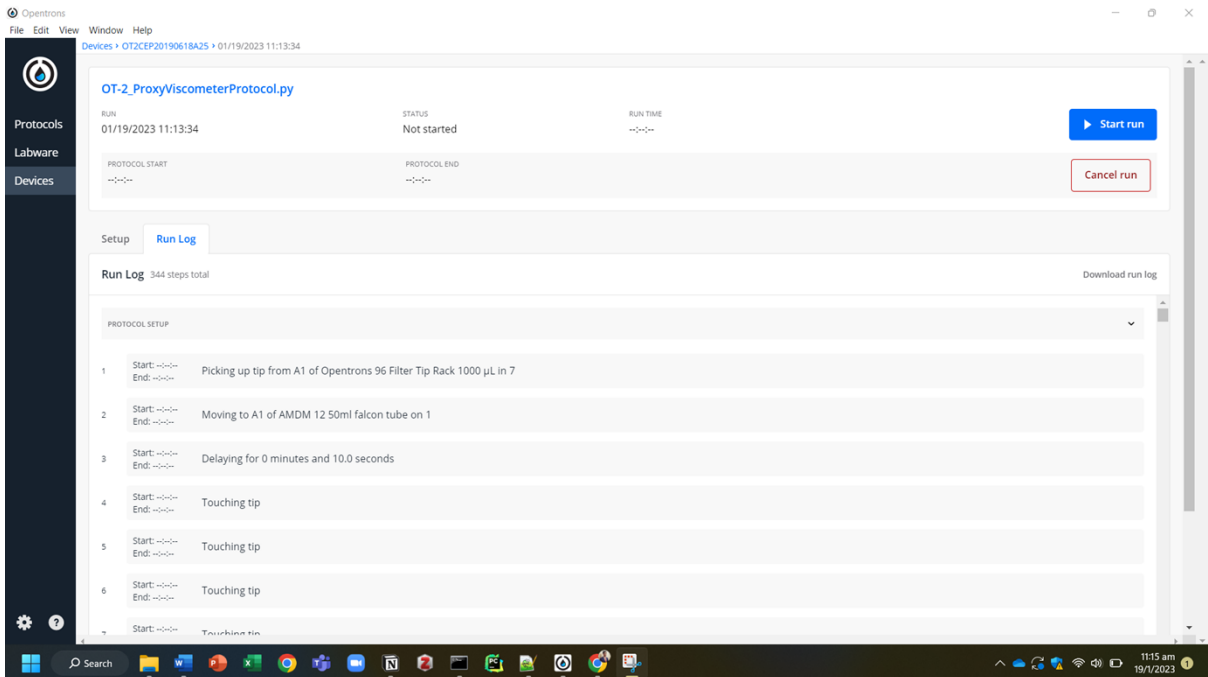 Opentrons
File Edit View Window Help
Devices › OT2CEP20190618A25 › 01/19/2023 11:13:34
Protocols
Labware
Devices
OT-2_ProxyViscometerProtocol.py
RUN STATUS RUN TIME
01/19/2023 11:13:34 Not started --:--:--
Start run
PROTOCOL START PROTOCOL END
--:--:-- --:--:--
Cancel run
Setup Run Log
Run Log 344 steps total Download run log
PROTOCOL SETUP
1 Start: --:--:-- Picking up tip from A1 of Opentrons 96 Filter Tip Rack 1000 µL in 7
End: --:--:--
2 Start: --:--:-- Moving to A1 of AMDM 12 50ml falcon tube on 1
End: --:--:--
3 Start: --:--:-- Delaying for 0 minutes and 10.0 seconds
End: --:--:--
4 Start: --:--:-- Touching tip
End: --:--:--
5 Start: --:--:-- Touching tip
End: --:--:--
6 Start: --:--:-- Touching tip
End: --:--:--
7 Start: --:--:-- Touching tip
Search
11:15 am
19/1/2023
1